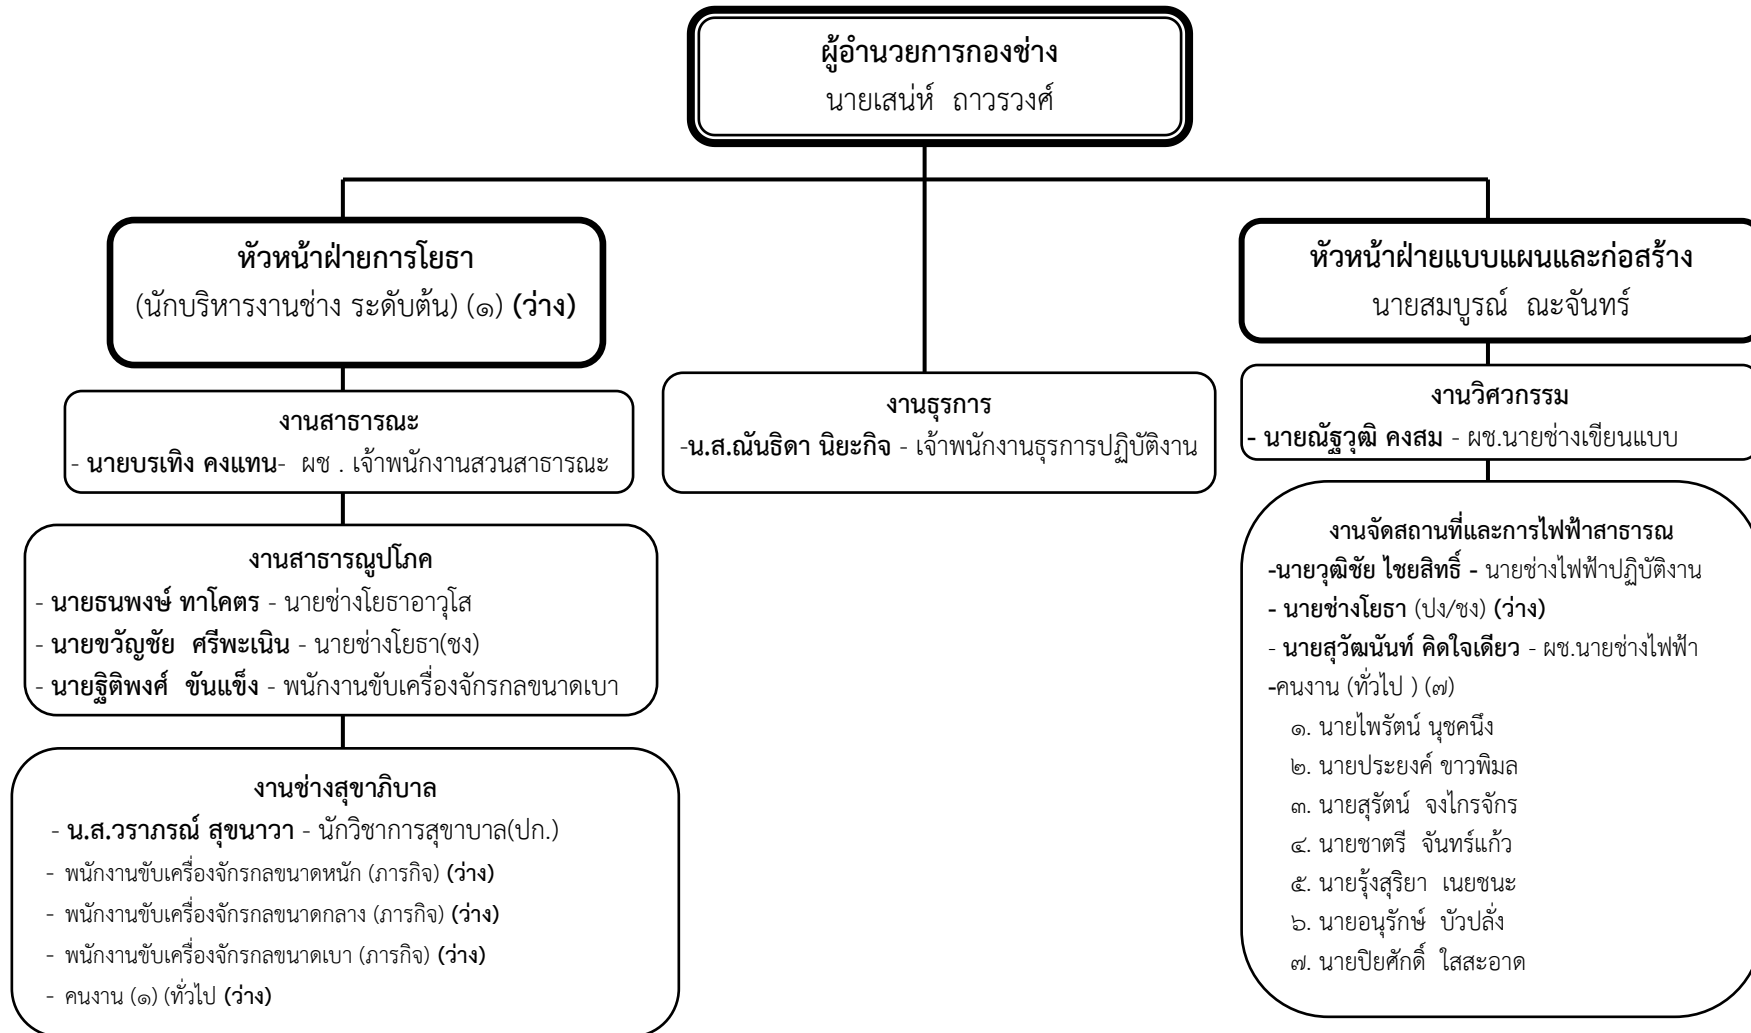 ผู้อำนวยการกองช่าง
นายเสน่ห์ ถาวรวงศ์
หัวหน้าฝ่ายการโยธา
(นักบริหารงานช่าง ระดับต้น) (๑) (ว่าง)
งานสาธารณะ
- นายบรเทิง คงแทน- ผช . เจ้าพนักงานสวนสาธารณะ
งานสาธารณูปโภค
- นายธนพงษ์ ทาโคตร - นายช่างโยธาอาวุโส
- นายขวัญชัย ศรีพะเนิน - นายช่างโยธา(ชง)
- นายฐิติพงศ์ ขันแข็ง - พนักงานขับเครื่องจักรกลขนาดเบา
งานช่างสุขาภิบาล
- น.ส.วราภรณ์ สุขนาวา - นักวิชาการสุขาบาล(ปก.)
- พนักงานขับเครื่องจักรกลขนาดหนัก (ภารกิจ) (ว่าง)
- พนักงานขับเครื่องจักรกลขนาดกลาง (ภารกิจ) (ว่าง)
- พนักงานขับเครื่องจักรกลขนาดเบา (ภารกิจ) (ว่าง)
- คนงาน (๑) (ทั่วไป (ว่าง)
งานธุรการ
-น.ส.ณันธิดา นิยะกิจ - เจ้าพนักงานธุรการปฏิบัติงาน
หัวหน้าฝ่ายแบบแผนและก่อสร้าง
นายสมบูรณ์ ณะจันทร์
งานวิศวกรรม
- นายณัฐวุฒิ คงสม - ผช.นายช่างเขียนแบบ
งานจัดสถานที่และการไฟฟ้าสาธารณ
-นายวุฒิชัย ไชยสิทธิ์ - นายช่างไฟฟ้าปฏิบัติงาน
- นายช่างโยธา (ปง/ชง) (ว่าง)
- นายสุวัฒนันท์ คิดใจเดียว - ผช.นายช่างไฟฟ้า
-คนงาน (ทั่วไป ) (๗)
๑. นายไพรัตน์ นุชคนึง
๒. นายประยงค์ ขาวพิมล
๓. นายสุรัตน์ จงไกรจักร
๔. นายชาตรี จันทร์แก้ว
๕. นายรุ้งสุริยา เนยชนะ
๖. นายอนุรักษ์ บัวปลั่ง
๗. นายปิยศักดิ์ ใสสะอาด